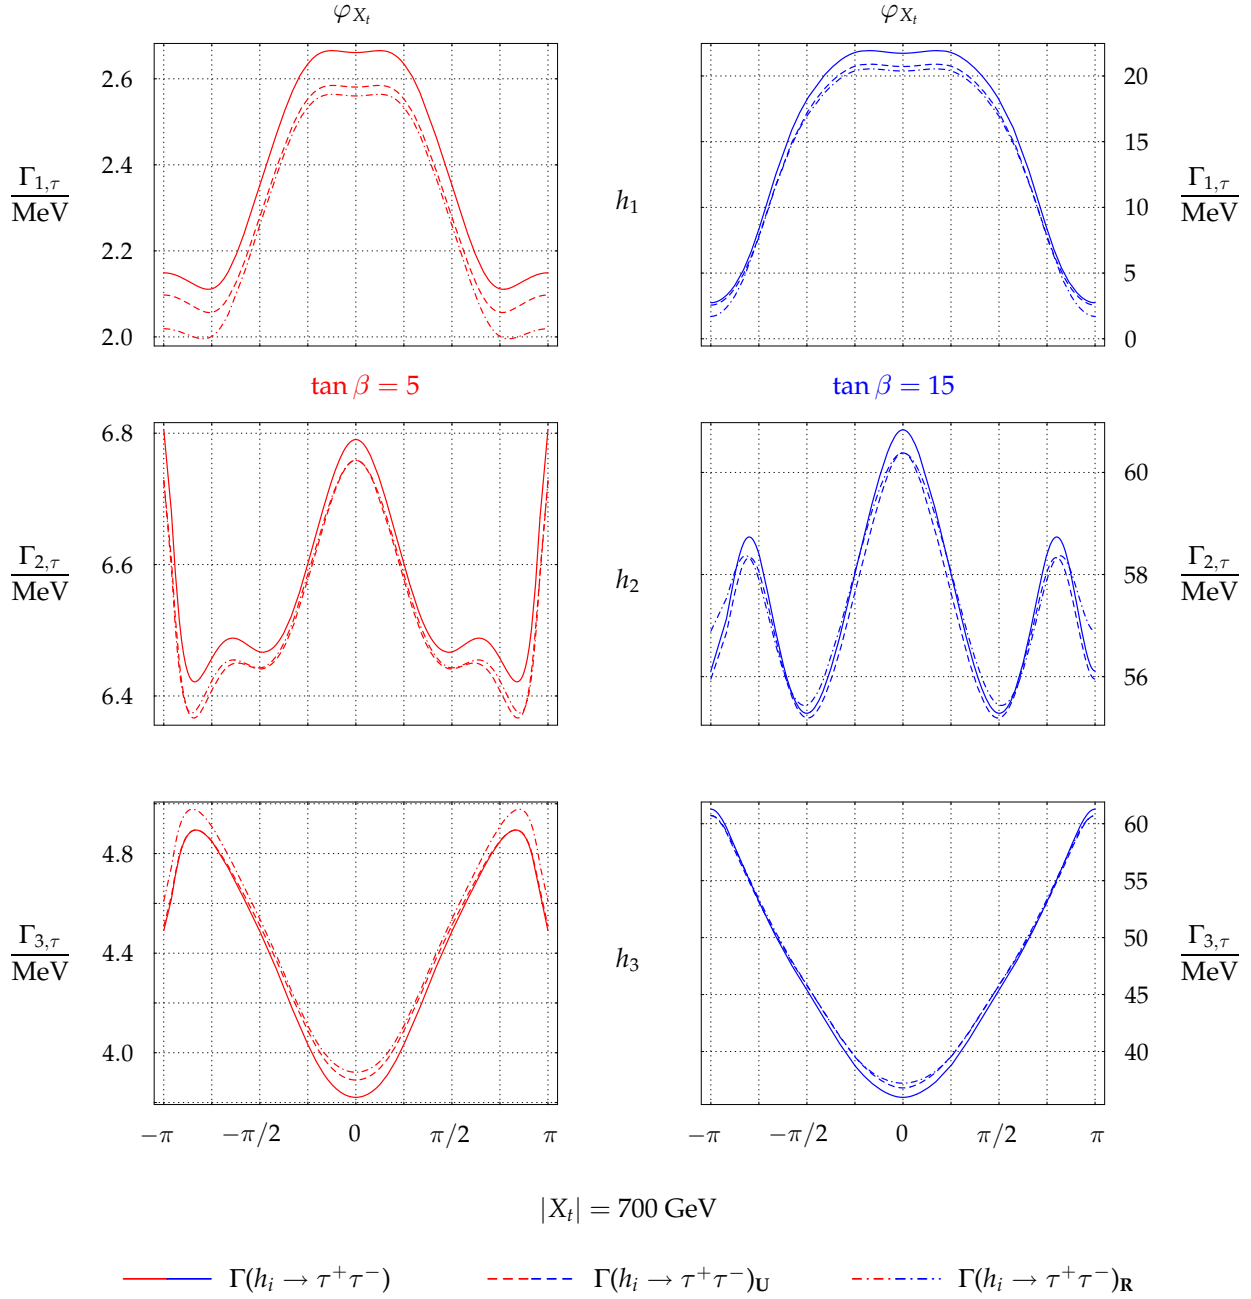 φ_{X_t} φ_{X_t}
Γ_{1,τ}/MeV
2.6
2.4
2.2
2.0
h_1
20
15
10
5
0
Γ_{1,τ}/MeV
tan β = 5 tan β = 15
Γ_{2,τ}/MeV
6.8
6.6
6.4
h_2
60
58
56
Γ_{2,τ}/MeV
Γ_{3,τ}/MeV
4.8
4.4
4.0
h_3
60
55
50
45
40
Γ_{3,τ}/MeV
−π −π/2 0 π/2 π −π 0 π/2 π
|X_t| = 700 GeV
Γ(h_i → τ⁺τ⁻) Γ(h_i → τ⁺τ⁻)_U Γ(h_i → τ⁺τ⁻)_R